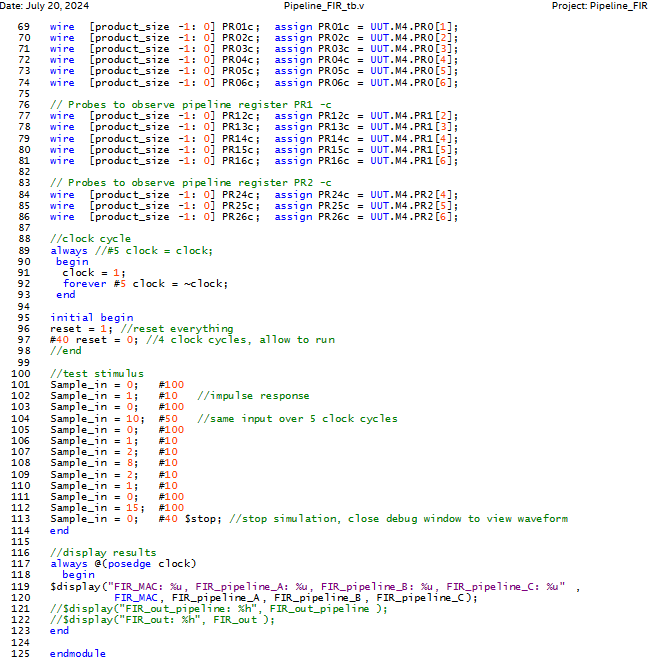 Date: July 20, 2024 Pipeline_FIR_tb.v Project: Pipeline_FIR
69 wire [product_size -1: 0] PR01c; assign PR01c = UUT.M4.PR0[1];
70 wire [product_size -1: 0] PR02c; assign PR02c = UUT.M4.PR0[2];
71 wire [product_size -1: 0] PR03c; assign PR03c = UUT.M4.PR0[3];
72 wire [product_size -1: 0] PR04c; assign PR04c = UUT.M4.PR0[4];
73 wire [product_size -1: 0] PR05c; assign PR05c = UUT.M4.PR0[5];
74 wire [product_size -1: 0] PR06c; assign PR06c = UUT.M4.PR0[6];
75
76 // Probes to observe pipeline register PR1 -c
77 wire [product_size -1: 0] PR12c; assign PR12c = UUT.M4.PR1[2];
78 wire [product_size -1: 0] PR13c; assign PR13c = UUT.M4.PR1[3];
79 wire [product_size -1: 0] PR14c; assign PR14c = UUT.M4.PR1[4];
80 wire [product_size -1: 0] PR15c; assign PR15c = UUT.M4.PR1[5];
81 wire [product_size -1: 0] PR16c; assign PR16c = UUT.M4.PR1[6];
82
83 // Probes to observe pipeline register PR2 -c
84 wire [product_size -1: 0] PR24c; assign PR24c = UUT.M4.PR2[4];
85 wire [product_size -1: 0] PR25c; assign PR25c = UUT.M4.PR2[5];
86 wire [product_size -1: 0] PR26c; assign PR26c = UUT.M4.PR2[6];
87
88 //clock cycle
89 always //#5 clock = clock;
90 begin
91 clock = 1;
92 forever #5 clock = ~clock;
93 end
94
95 initial begin
96 reset = 1; //reset everything
97 #40 reset = 0; //4 clock cycles, allow to run
98 //end
99
100 //test stimulus
101 Sample_in = 0; #100
102 Sample_in = 1; #10 //impulse response
103 Sample_in = 0; #100
104 Sample_in = 10; #50 //same input over 5 clock cycles
105 Sample_in = 0; #100
106 Sample_in = 1; #10
107 Sample_in = 2; #10
108 Sample_in = 8; #10
109 Sample_in = 2; #10
110 Sample_in = 1; #10
111 Sample_in = 0; #100
112 Sample_in = 15; #100
113 Sample_in = 0; #40 $stop; //stop simulation, close debug window to view waveform
114 end
115
116 //display results
117 always @(posedge clock)
118 begin
119 $display("FIR_MAC: %u, FIR_pipeline_A: %u, FIR_pipeline_B: %u, FIR_pipeline_C: %u" ,
120 FIR_MAC, FIR_pipeline_A, FIR_pipeline_B, FIR_pipeline_C);
121 //$display("FIR_out_pipeline: %h", FIR_out_pipeline );
122 //$display("FIR_out: %h", FIR_out );
123 end
124
125 endmodule